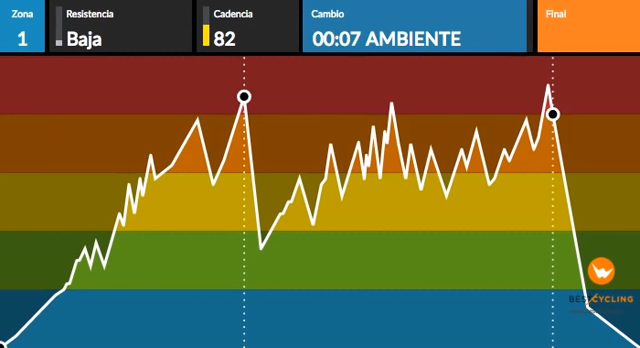 Zona
1
Resistencia
Baja
Cadencia
82
Cambio
00:07 AMBIENTE
Final
BESTCYCLING